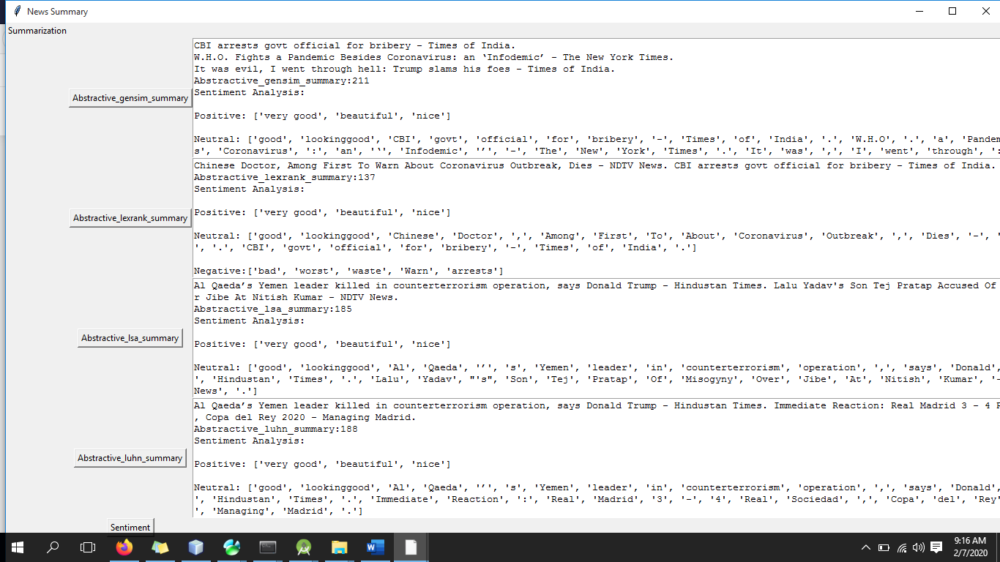 News Summary
Summarization
CBI arrests govt official for bribery - Times of India.
W.H.O. Fights a Pandemic Besides Coronavirus: an ‘Infodemic’ - The New York Times.
It was evil, I went through hell: Trump slams his foes - Times of India.
Abstractive_gensim_summary:211
Sentiment Analysis:
Abstractive_gensim_summary
Positive: ['very good', 'beautiful', 'nice']
Neutral: ['good', 'lookinggood', 'CBI', 'govt', 'official', 'for', 'bribery', '-', 'Times', 'of', 'India', '.', 'W.H.O', '.', 'a', 'Pandem
s', 'Coronavirus', ':', 'an', '‘', 'Infodemic', '’', '-', 'The', 'New', 'York', 'Times', '.', 'It', 'was', ',', 'I', 'went', 'through', ':
Chinese Doctor, Among First To Warn About Coronavirus Outbreak, Dies - NDTV News. CBI arrests govt official for bribery - Times of India.
Abstractive_lexrank_summary:137
Sentiment Analysis:
Positive: ['very good', 'beautiful', 'nice']
Abstractive_lexrank_summary
Neutral: ['good', 'lookinggood', 'Chinese', 'Doctor', ',', 'Among', 'First', 'To', 'About', 'Coronavirus', 'Outbreak', ',', 'Dies', '-', '
', '.', 'CBI', 'govt', 'official', 'for', 'bribery', '-', 'Times', 'of', 'India', '.']
Negative:['bad', 'worst', 'waste', 'Warn', 'arrests']
Al Qaeda’s Yemen leader killed in counterterrorism operation, says Donald Trump - Hindustan Times. Lalu Yadav's Son Tej Pratap Accused Of
r Jibe At Nitish Kumar - NDTV News.
Abstractive_lsa_summary:185
Sentiment Analysis:
Abstractive_lsa_summary
Positive: ['very good', 'beautiful', 'nice']
Neutral: ['good', 'lookinggood', 'Al', 'Qaeda', '’', 's', 'Yemen', 'leader', 'in', 'counterterrorism', 'operation', ',', 'says', 'Donald',
', 'Hindustan', 'Times', '.', 'Lalu', 'Yadav', "'s", 'Son', 'Tej', 'Pratap', 'Of', 'Misogyny', 'Over', 'Jibe', 'At', 'Nitish', 'Kumar', '-
News', '.']
Al Qaeda’s Yemen leader killed in counterterrorism operation, says Donald Trump - Hindustan Times. Immediate Reaction: Real Madrid 3 - 4 R
, Copa del Rey 2020 - Managing Madrid.
Abstractive_luhn_summary:188
Sentiment Analysis:
Abstractive_luhn_summary
Positive: ['very good', 'beautiful', 'nice']
Neutral: ['good', 'lookinggood', 'Al', 'Qaeda', '’', 's', 'Yemen', 'leader', 'in', 'counterterrorism', 'operation', ',', 'says', 'Donald',
', 'Hindustan', 'Times', '.', 'Immediate', 'Reaction', ':', 'Real', 'Madrid', '3', '-', '4', 'Real', 'Sociedad', ',', 'Copa', 'del', 'Rey'
', 'Managing', 'Madrid', '.']
Sentiment
9:16 AM
2/7/2020